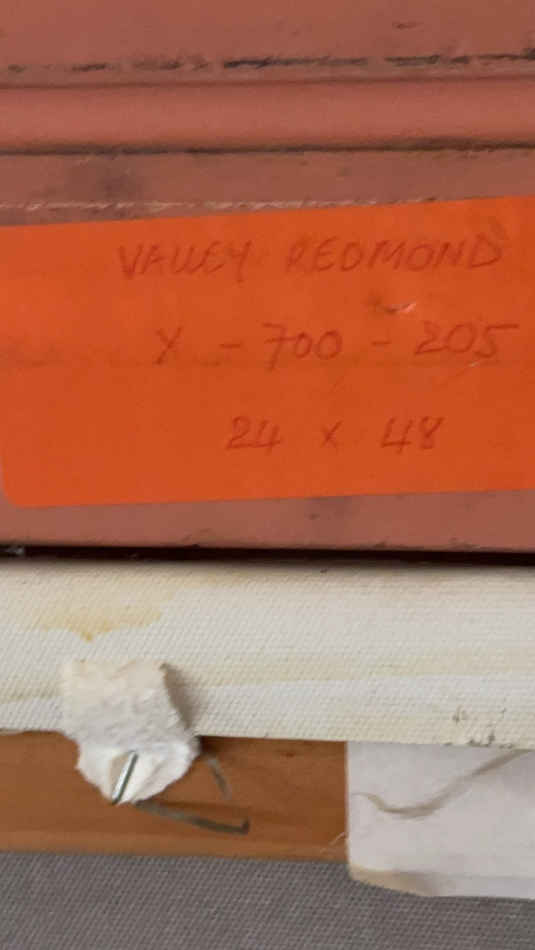 VALLEY REDMOND
X - 700 - 205
24 x 48